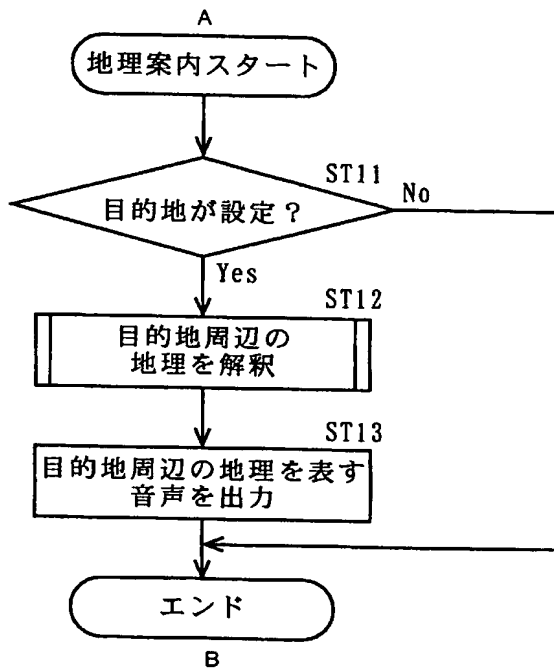 A
地理案内スタート
ST11
目的地が設定？
No
Yes
ST12
目的地周辺の
地理を解釈
ST13
目的地周辺の地理を表す
音声を出力
エンド
B